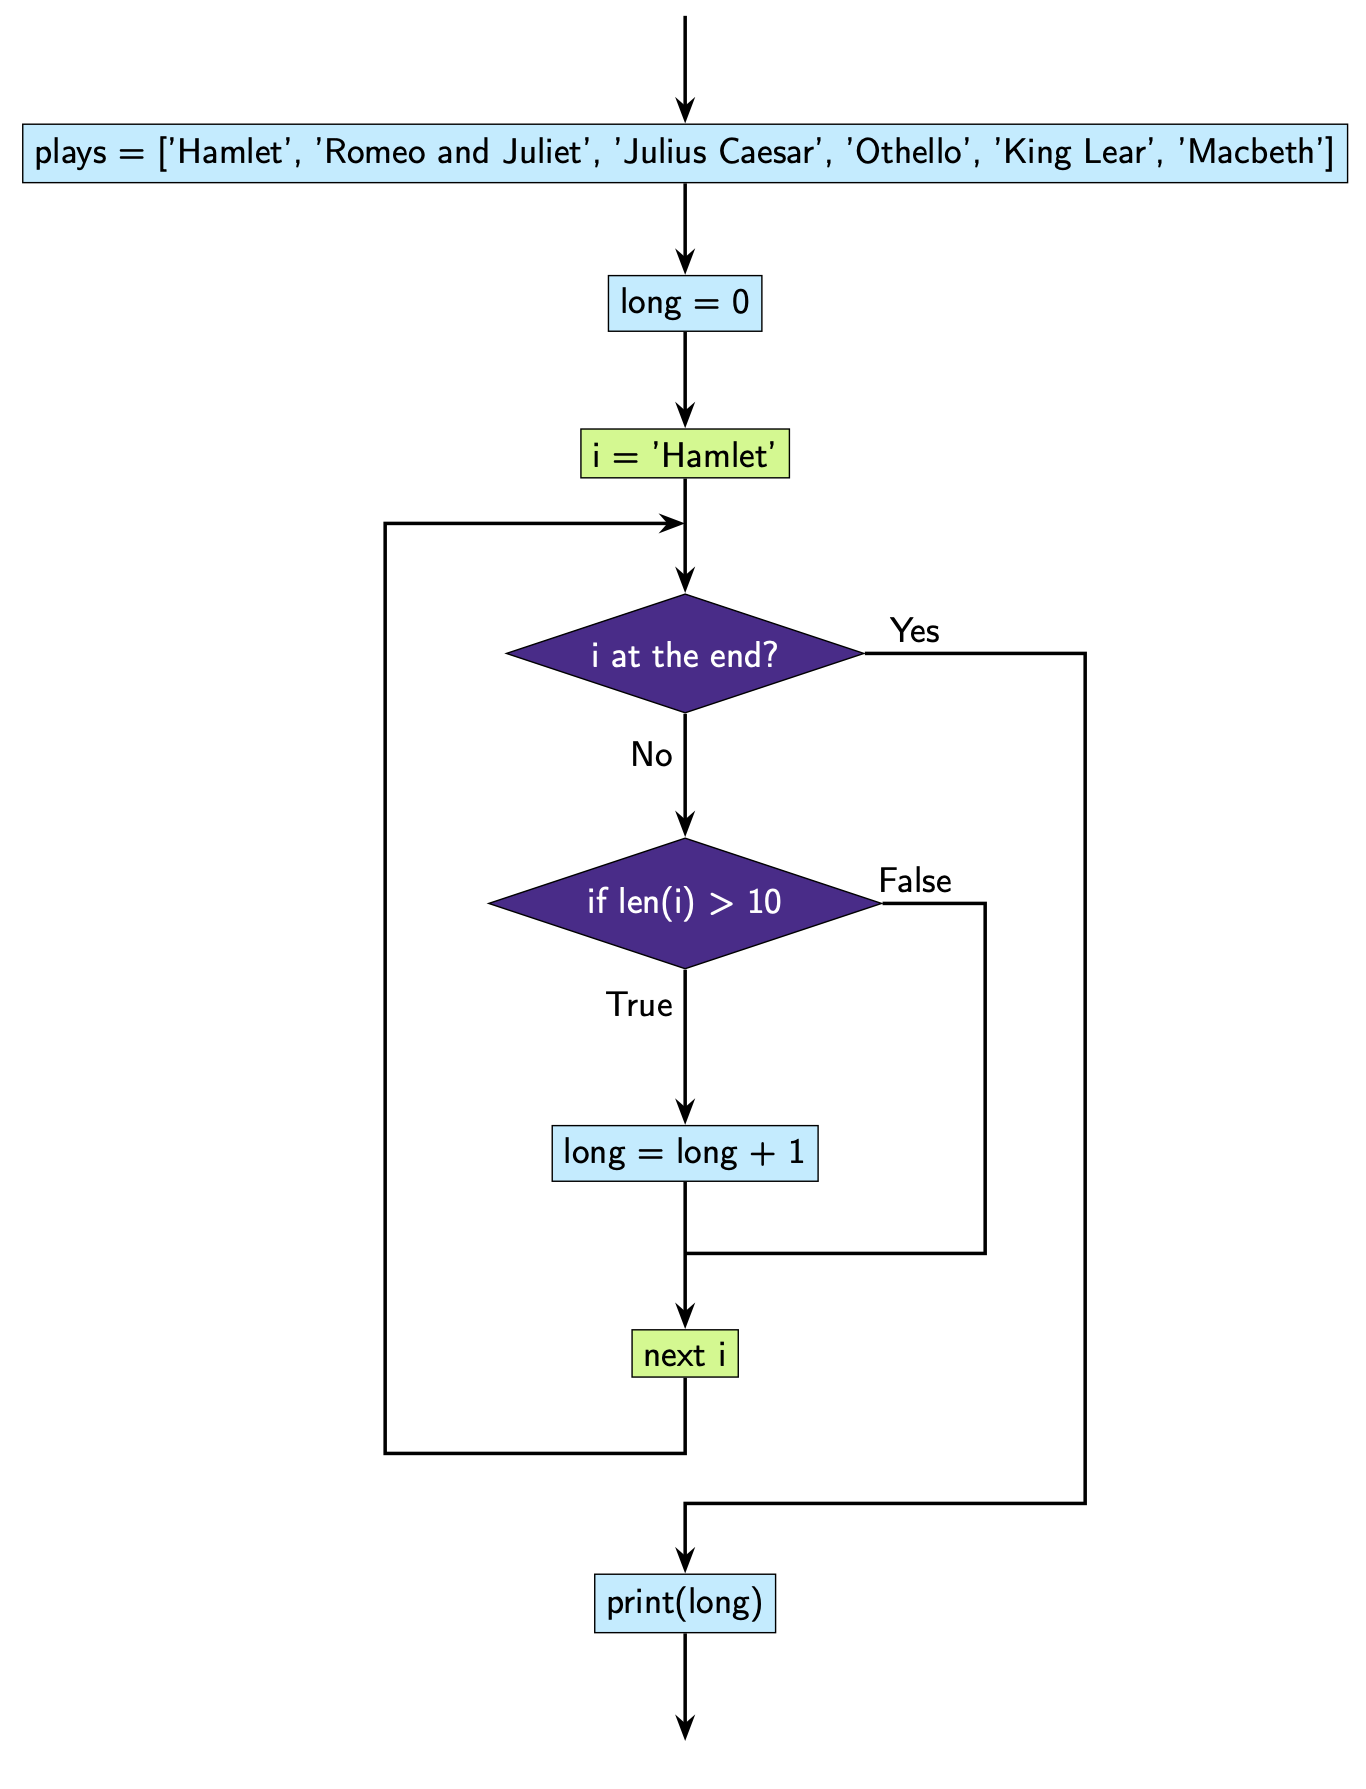 plays = ['Hamlet', 'Romeo and Juliet', 'Julius Caesar', 'Othello', 'King Lear', 'Macbeth']
long = 0
i = 'Hamlet'
i at the end?
Yes
No
if len(i) > 10
False
True
long = long + 1
next i
print(long)